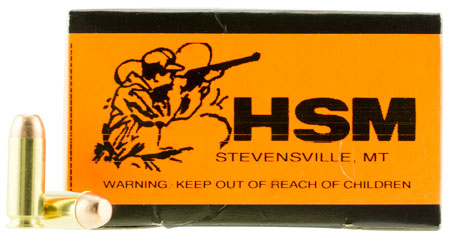 HSM
STEVENSVILLE, MT
WARNING: KEEP OUT OF REACH OF CHILDREN